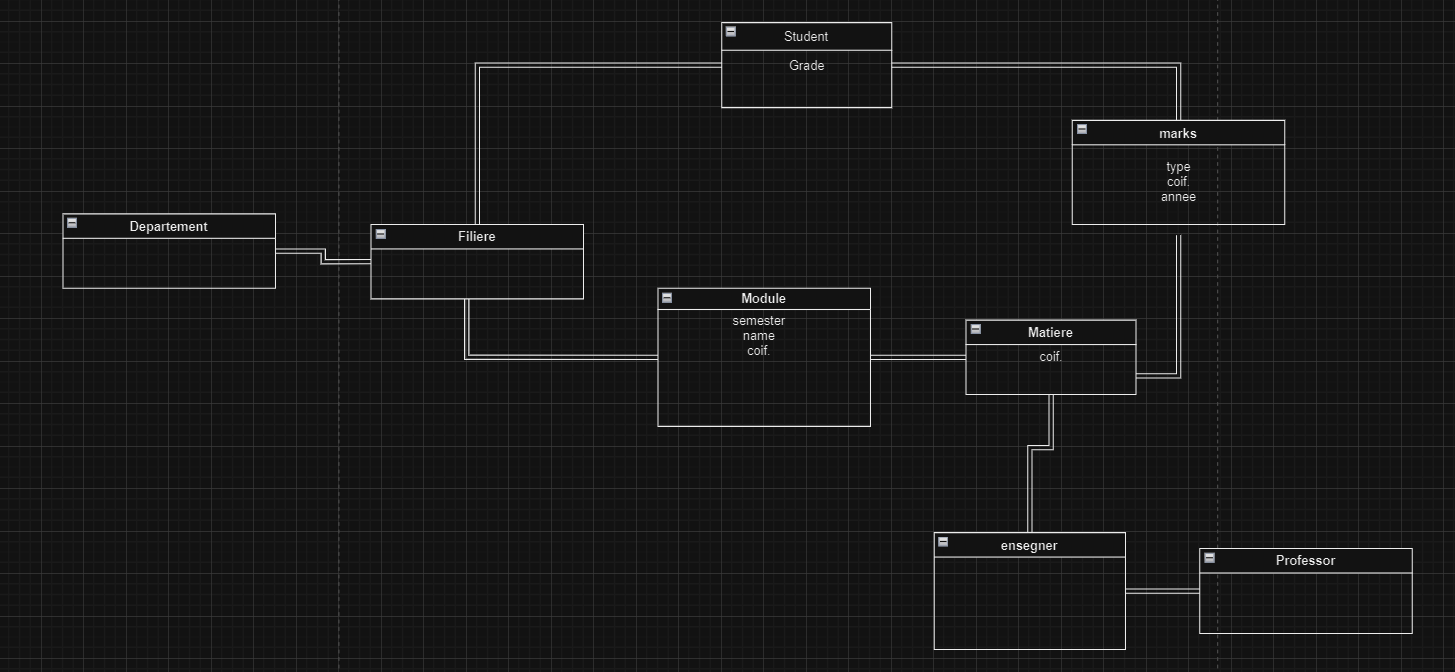 Student
Grade
marks
type
coif.
annee
Departement
Filiere
Module
semester
name
coif.
Matiere
coif.
ensegner
Professor